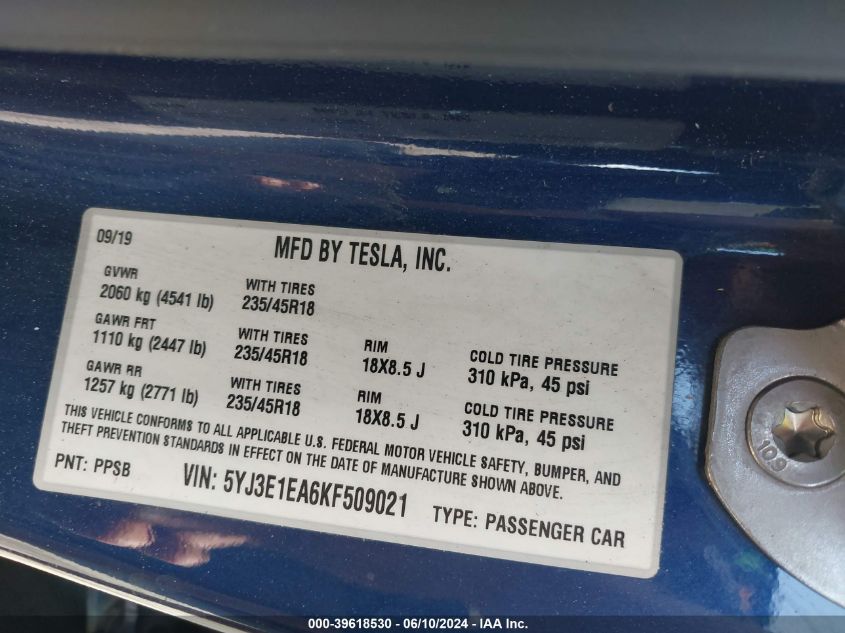 09/19
MFD BY TESLA, INC.
GVWR
2060 kg (4541 lb)
WITH TIRES
235/45R18
GAWR FRT
1110 kg (2447 lb)
WITH TIRES
235/45R18
RIM
18X8.5 J
COLD TIRE PRESSURE
310 kPa, 45 psi
GAWR RR
1257 kg (2771 lb)
WITH TIRES
235/45R18
RIM
18X8.5 J
COLD TIRE PRESSURE
310 kPa, 45 psi
THIS VEHICLE CONFORMS TO ALL APPLICABLE U.S. FEDERAL MOTOR VEHICLE SAFETY, BUMPER, AND
THEFT PREVENTION STANDARDS IN EFFECT ON THE DATE OF MANUFACTURE SHOWN ABOVE.
PNT: PPSB
VIN: 5YJ3E1EA6KF509021
TYPE: PASSENGER CAR
10.9
000-39618530 - 06/10/2024 - IAA Inc.